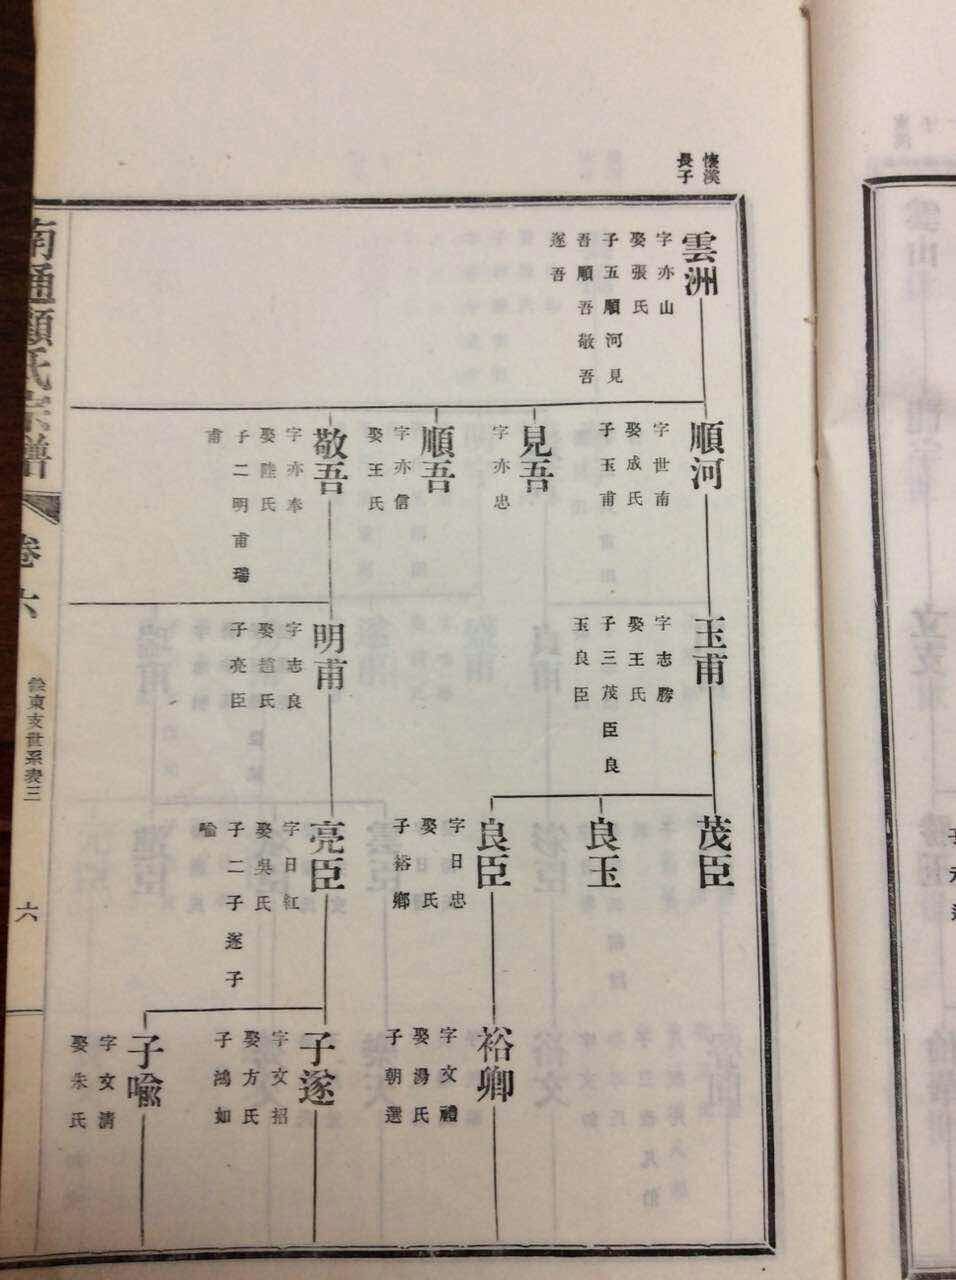 懷漢
長子
雲洲
字亦山
娶張氏
子五順河見
吾順吾敬吾
遂吾
順河
字世南
娶成氏
子玉甫
見吾
字亦忠
順吾
字亦信
娶王氏
敬吾
字亦奉
娶陸氏
子二明甫瑞
甫
玉甫
字志勝
娶王氏
子三茂臣良
玉良臣
明甫
字志良
娶趙氏
子亮臣
茂臣
良玉
良臣
字日忠
娶氏
子裕鄉
亮臣
字日紅
娶吳氏
子二子遂子
喻
裕卿
字文禮
娶湯氏
子朝選
子遂
字文招
娶方氏
子鴻如
子喻
字文清
娶朱氏
南通顧氏宗譜
卷六
東支世系表三
六